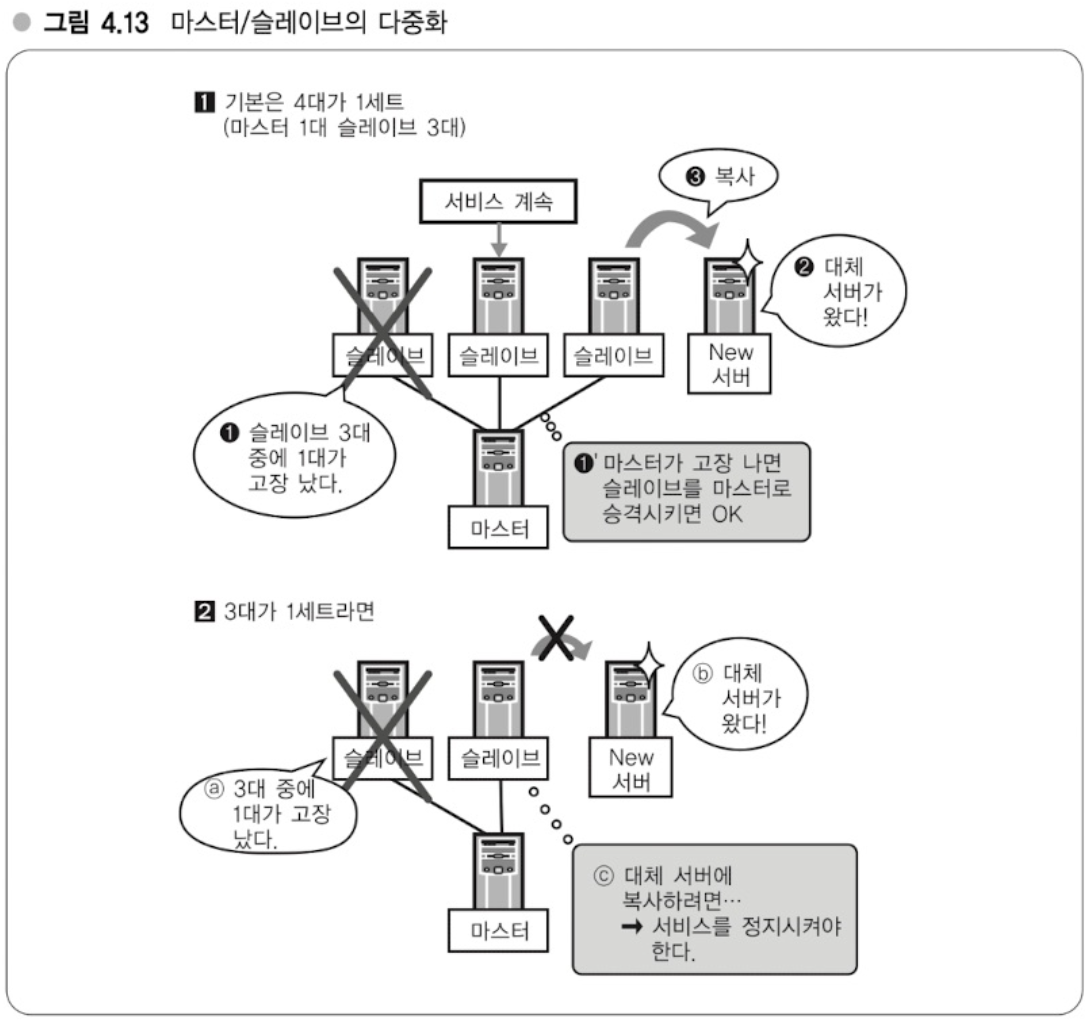 ● 그림 4.13 마스터/슬레이브의 다중화
1 기본은 4대가 1세트
(마스터 1대 슬레이브 3대)
❸ 복사
서비스 계속
❷ 대체
서버가
왔다!
슬레이브
슬레이브
슬레이브
New
서버
❶ 슬레이브 3대
중에 1대가
고장 났다.
❶' 마스터가 고장 나면
슬레이브를 마스터로
승격시키면 OK
마스터
2 3대가 1세트라면
ⓑ 대체
서버가
왔다!
슬레이브
슬레이브
New
서버
ⓐ 3대 중에
1대가 고장
났다.
ⓒ 대체 서버에
복사하려면…
➞ 서비스를 정지시켜야
한다.
마스터